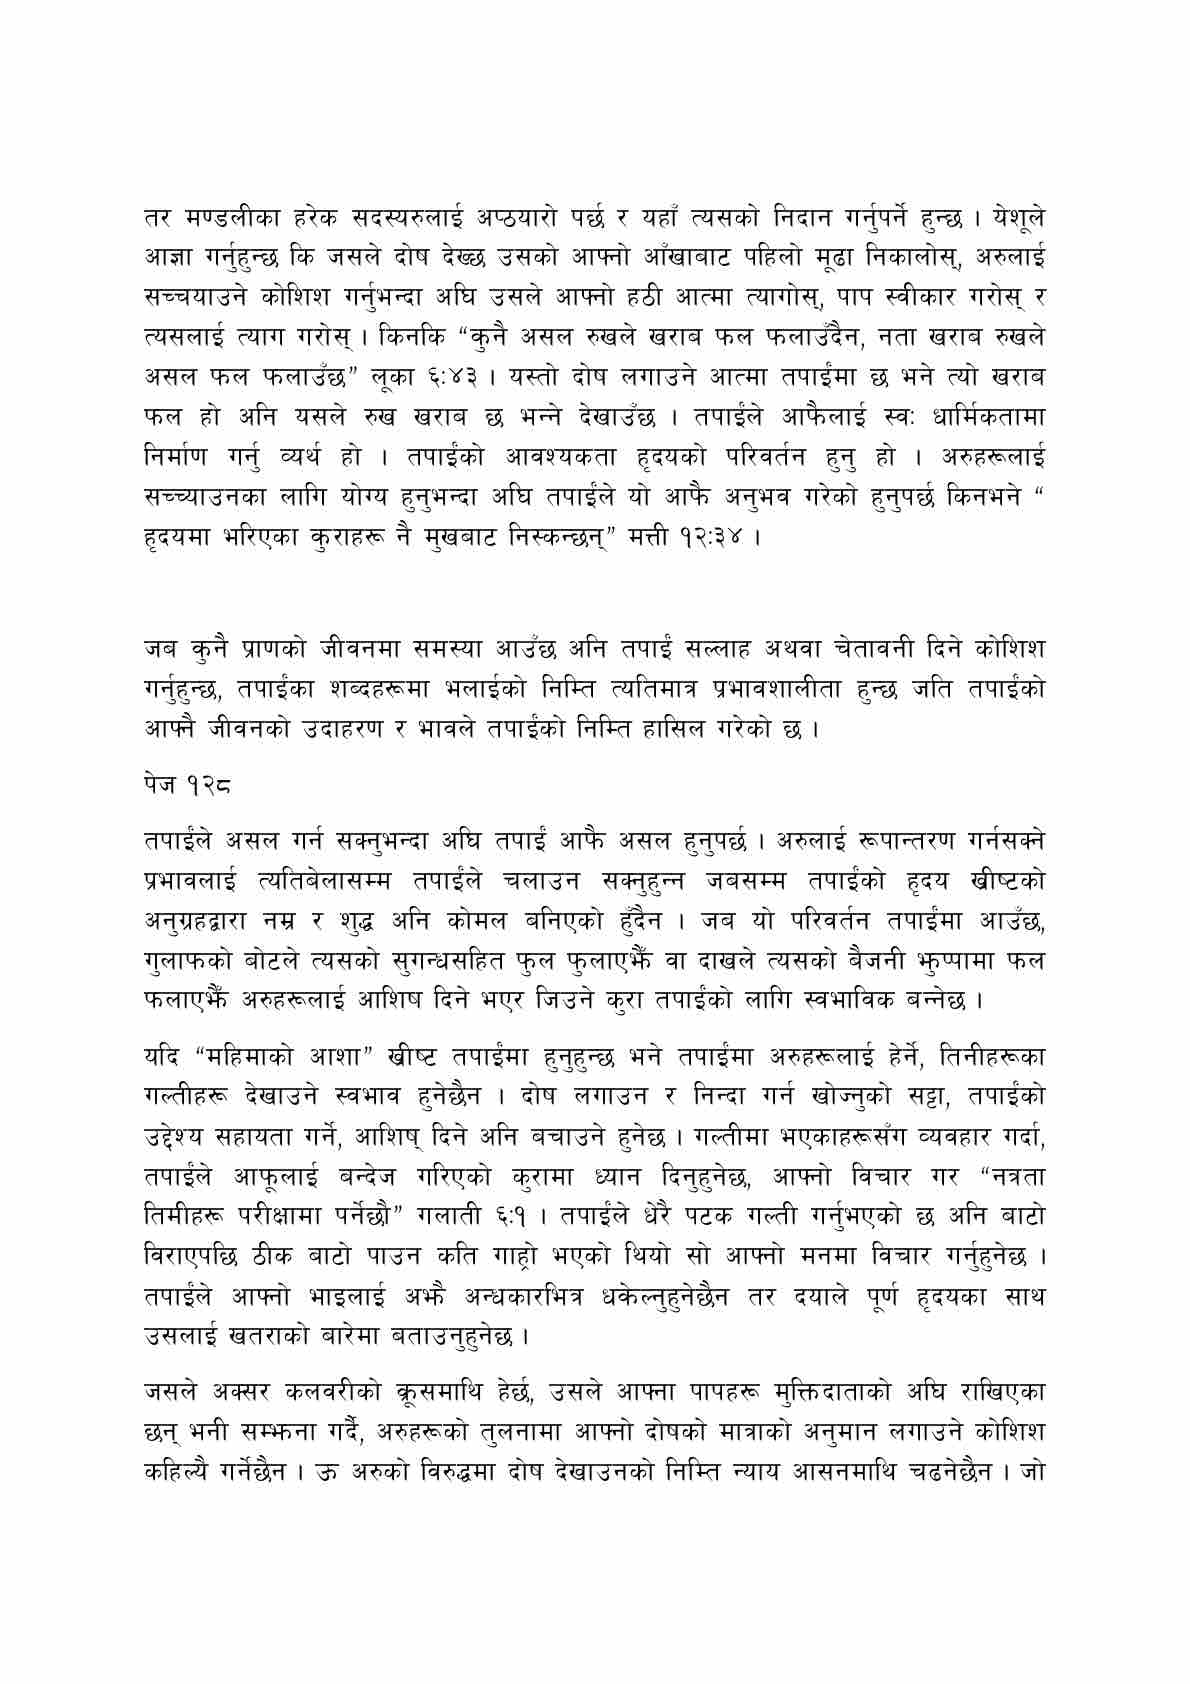 तर मण्डलीका हरेक सदस्यरुलाई अप्ठयारो पर्छ र यहाँ त्यसको निदान गर्नुपर्ने हुन्छ । येशूले
आज्ञा गर्नुहुन्छ कि जसले दोष देख्छ उसको आफ्नो आँखाबाट पहिलो मूढा निकालोस्, अरुलाई
सच्चयाउने कोशिश गर्नुभन्दा अघि उसले आफ्नो हठी आत्मा त्यागोस्, पाप स्वीकार गरोस् र
त्यसलाई त्याग गरोस् । किनकि “कुनै असल रुखले खराब फल फलाउँदैन, नता खराब रुखले
असल फल फलाउँछ” लूका ६ः४३ । यस्तो दोष लगाउने आत्मा तपाईंमा छ भने त्यो खराब
फल हो अनि यसले रुख खराब छ भन्ने देखाउँछ । तपाईंले आफैलाई स्वः धार्मिकतामा
निर्माण गर्नु व्यर्थ हो । तपाईंको आवश्यकता हृदयको परिवर्तन हुनु हो । अरुहरूलाई
सच्च्याउनका लागि योग्य हुनुभन्दा अघि तपाईंले यो आफै अनुभव गरेको हुनुपर्छ किनभने “
हृदयमा भरिएका कुराहरू नै मुखबाट निस्कन्छन्” मत्ती १२ः३४ ।
जब कुनै प्राणको जीवनमा समस्या आउँछ अनि तपाईं सल्लाह अथवा चेतावनी दिने कोशिश
गर्नुहुन्छ, तपाईंका शब्दहरूमा भलाईको निम्ति त्यतिमात्र प्रभावशालीता हुन्छ जति तपाईंको
आफ्नै जीवनको उदाहरण र भावले तपाईंको निम्ति हासिल गरेको छ ।
पेज १२८
तपाईंले असल गर्न सक्नुभन्दा अघि तपाईं आफै असल हुनुपर्छ । अरुलाई रूपान्तरण गर्नसक्ने
प्रभावलाई त्यतिबेलासम्म तपाईंले चलाउन सक्नुहुन्न जबसम्म तपाईंको हृदय ख्रीष्टको
अनुग्रहद्वारा नम्र र शुद्ध अनि कोमल बनिएको हुँदैन । जब यो परिवर्तन तपाईंमा आउँछ,
गुलाफको बोटले त्यसको सुगन्धसहित फुल फुलाएझैँ वा दाखले त्यसको बैजनी झुप्पामा फल
फलाएझैँ अरुहरूलाई आशिष दिने भएर जिउने कुरा तपाईंको लागि स्वभाविक बन्नेछ ।
यदि “महिमाको आशा” ख्रीष्ट तपाईंमा हुनुहुन्छ भने तपाईंमा अरुहरूलाई हेर्ने, तिनीहरूका
गल्तीहरू देखाउने स्वभाव हुनेछैन । दोष लगाउन र निन्दा गर्न खोज्नुको सट्टा, तपाईंको
उद्देश्य सहायता गर्ने, आशिष् दिने अनि बचाउने हुनेछ । गल्तीमा भएकाहरूसँग व्यवहार गर्दा,
तपाईंले आफूलाई बन्देज गरिएको कुरामा ध्यान दिनुहुनेछ, आफ्नो विचार गर “नत्रता
तिमीहरू परीक्षामा पर्नेछौ” गलाती ६ः१ । तपाईंले धेरै पटक गल्ती गर्नुभएको छ अनि बाटो
विराएपछि ठीक बाटो पाउन कति गाह्रो भएको थियो सो आफ्नो मनमा विचार गर्नुहुनेछ ।
तपाईंले आफ्नो भाइलाई अझै अन्धकारभित्र धकेल्नुहुनेछैन तर दयाले पूर्ण हृदयका साथ
उसलाई खतराको बारेमा बताउनुहुनेछ ।
जसले अक्सर कलवरीको क्रूसमाथि हेर्छ, उसले आफ्ना पापहरू मुक्तिदाताको अघि राखिएका
छन् भनी सम्झना गर्दै, अरुहरूको तुलनामा आफ्नो दोषको मात्राको अनुमान लगाउने कोशिश
कहिल्यै गर्नेछैन । ऊ अरुको विरुद्धमा दोष देखाउनको निम्ति न्याय आसनमाथि चढनेछैन । जो